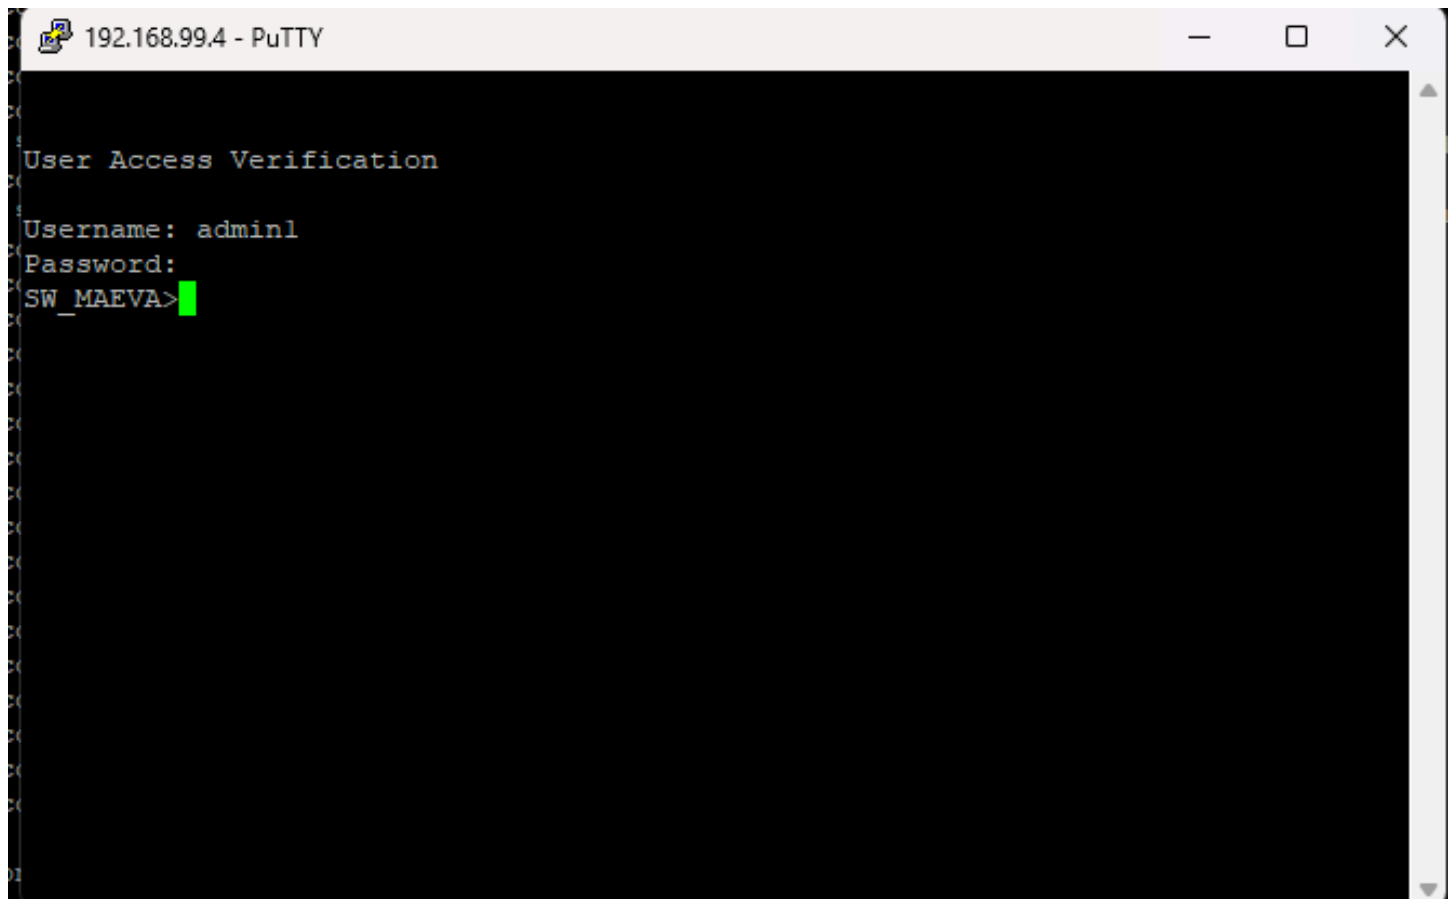 192.168.99.4 - PuTTY
User Access Verification
Username: admin1
Password:
SW_MAEVA>